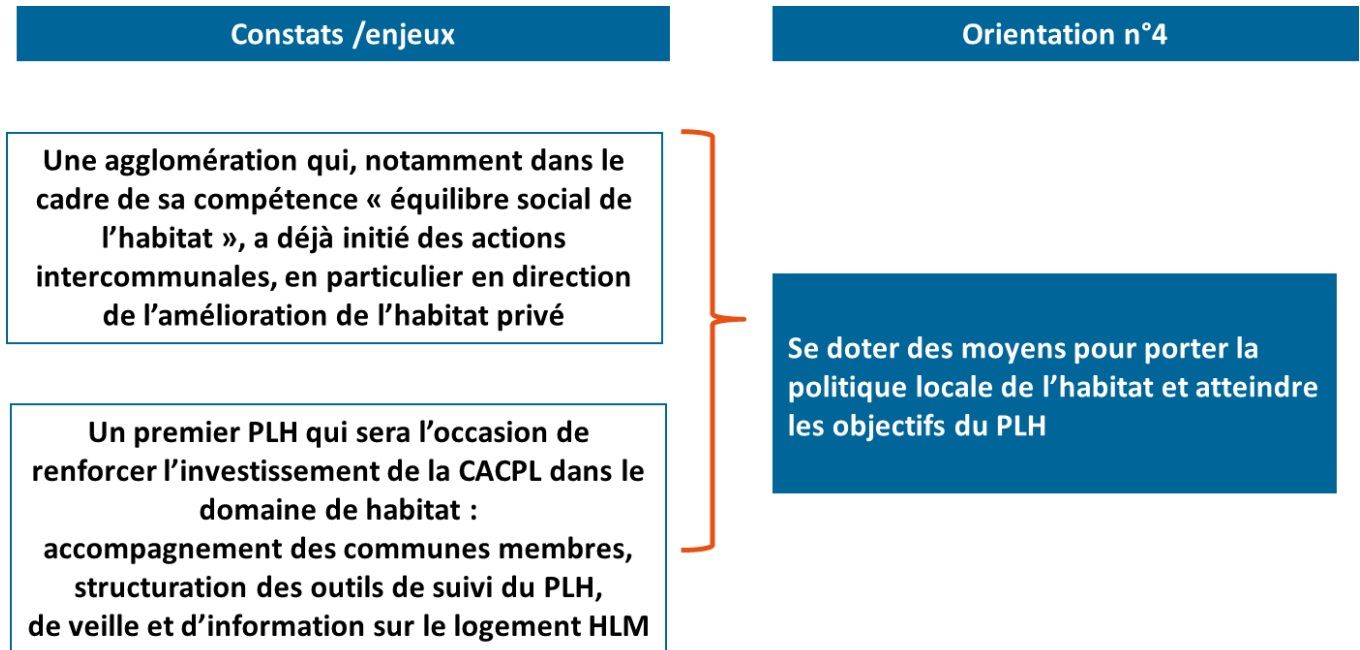 Constats /enjeux
Orientation n°4
Une agglomération qui, notamment dans le
cadre de sa compétence « équilibre social de
l'habitat », a déjà initié des actions
intercommunales, en particulier en direction
de l'amélioration de l'habitat privé
Un premier PLH qui sera l'occasion de
renforcer l'investissement de la CACPL dans le
domaine de habitat :
accompagnement des communes membres,
structuration des outils de suivi du PLH,
de veille et d'information sur le logement HLM
Se doter des moyens pour porter la
politique locale de l'habitat et atteindre
les objectifs du PLH